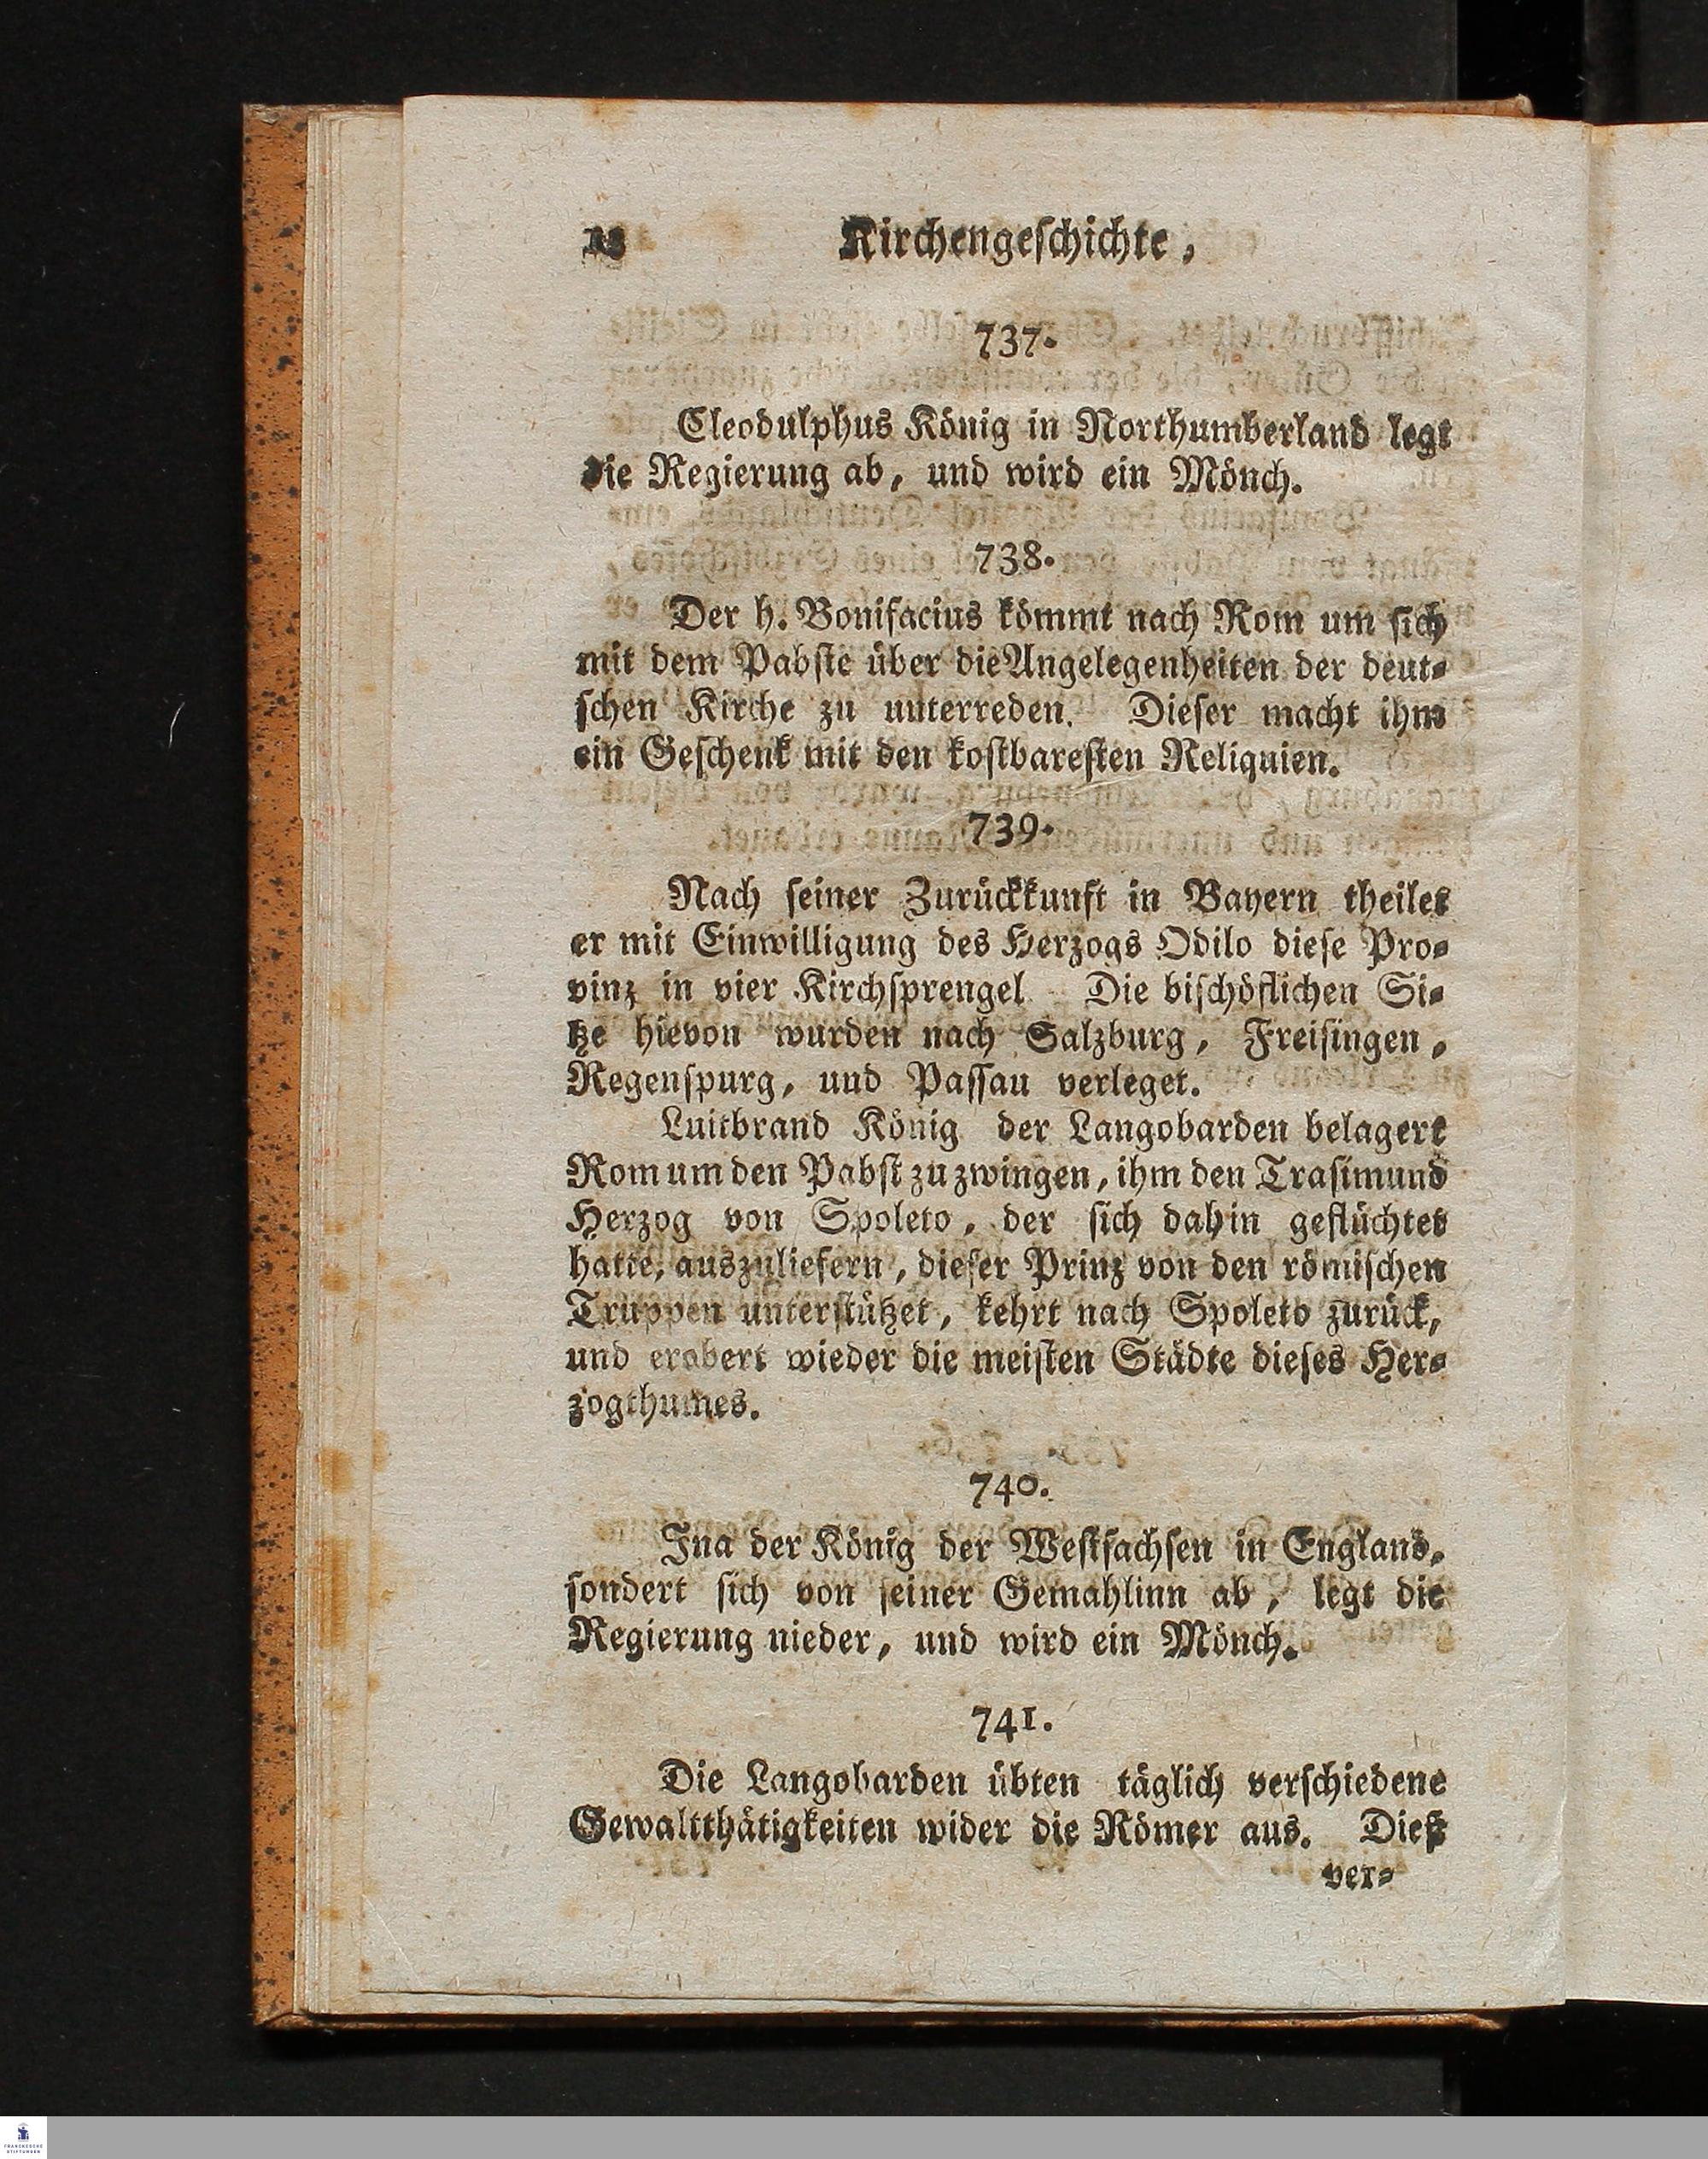 Kirchengeschichte,
737.
Cleodulphus König in Northumberland legt
die Regierung ab, und wird ein Mönch.
738.
Der h. Bonifacius kömmt nach Rom um sich
mit dem Pabste über die Angelegenheiten der deut⸗
schen Kirche zu unterreden. Dieser macht ihm
ein Geschenk mit den kostbaresten Reliquien.
739.
Nach seiner Zurückkunft in Bayern theilet
er mit Einwilligung des Herzogs Odilo diese Pro⸗
vinz in vier Kirchsprengel Die bischöflichen Si⸗
tze hievon wurden nach Salzburg, Freisingen,
Regenspurg, und Passau verleget.
Luitbrand König der Langobarden belagert
Rom um den Pabst zu zwingen, ihm den Trasimund
Herzog von Spoleto, der sich dahin geflüchtet
hatte, auszuliefern, dieser Prinz von den römischen
Truppen unterstützet, kehrt nach Spoleto zurück,
und erobert wieder die meisten Städte dieses Her⸗
zogthumes.
740.
Ina der König der Westsachsen in England,
sondert sich von seiner Gemahlinn ab, legt die
Regierung nieder, und wird ein Mönch.
741.
Die Langobarden übten täglich verschiedene
Gewaltthätigkeiten wider die Römer aus. Dieß
ver⸗
FRANCKESCHE
STIFTUNGEN